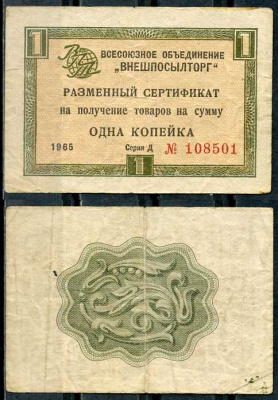 1
1
ВПТ
ВСЕСОЮЗНОЕ ОБЪЕДИНЕНИЕ
„ВНЕШПОСЫЛТОРГ"
РАЗМЕННЫЙ СЕРТИФИКАТ
на получение товаров на сумму
ОДНА КОПЕЙКА
1965
Серия Д
№ 108501
1